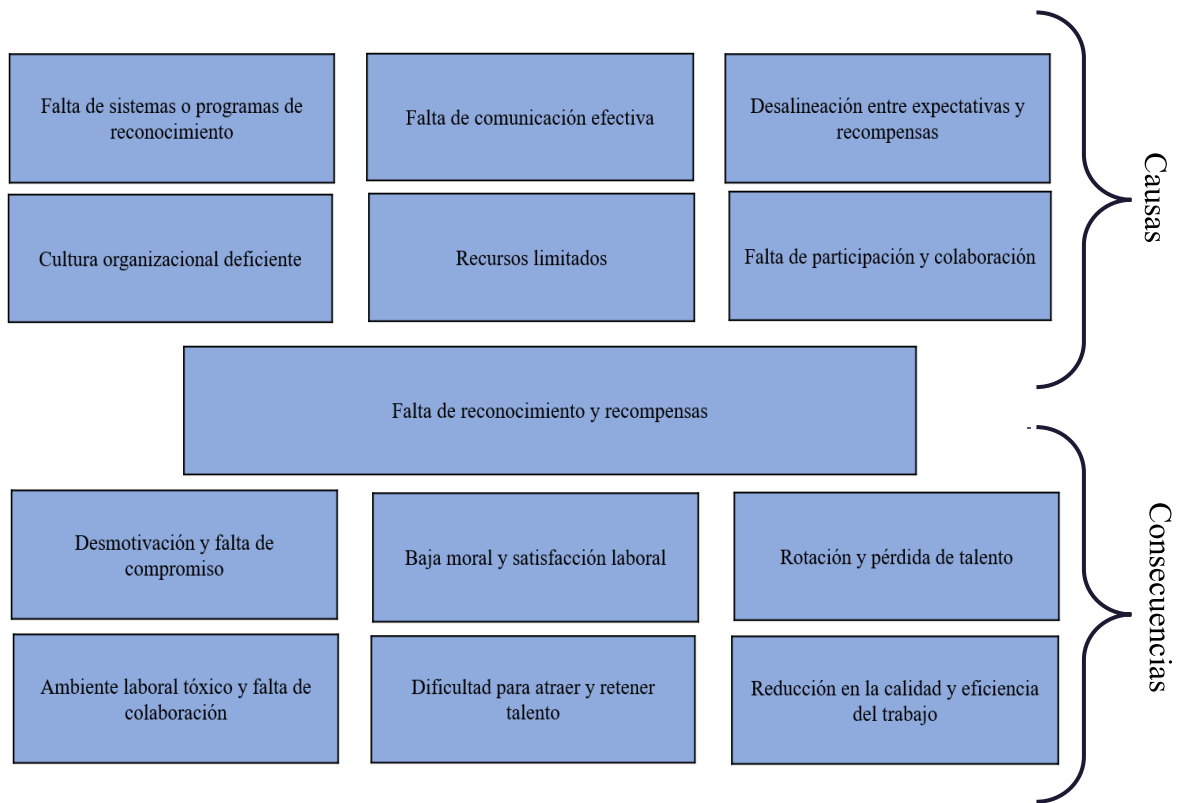 Falta de sistemas o programas de
reconocimiento
Falta de comunicación efectiva
Desalineación entre expectativas y
recompensas
Cultura organizacional deficiente
Recursos limitados
Falta de participación y colaboración
Causas
Falta de reconocimiento y recompensas
-
Desmotivación y falta de
compromiso
Baja moral y satisfacción laboral
Rotación y pérdida de talento
Ambiente laboral tóxico y falta de
colaboración
Dificultad para atraer y retener
talento
Reducción en la calidad y eficiencia
del trabajo
Consecuencias